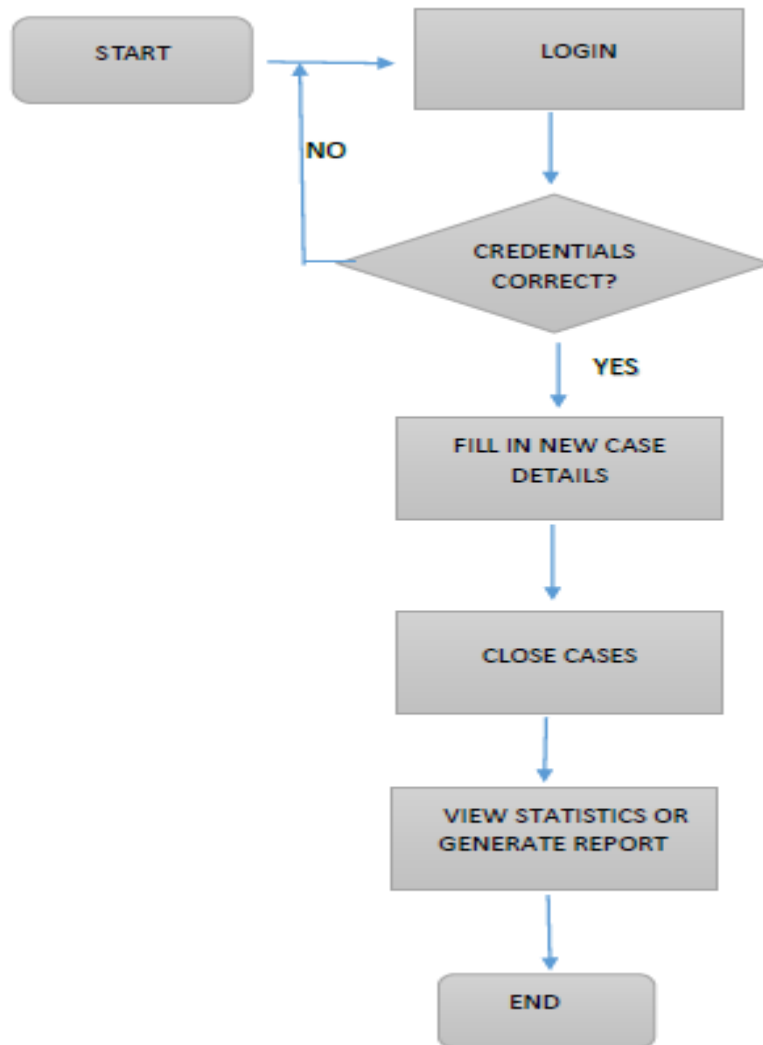 START
LOGIN
NO
CREDENTIALS
CORRECT?
YES
FILL IN NEW CASE
DETAILS
CLOSE CASES
VIEW STATISTICS OR
GENERATE REPORT
END